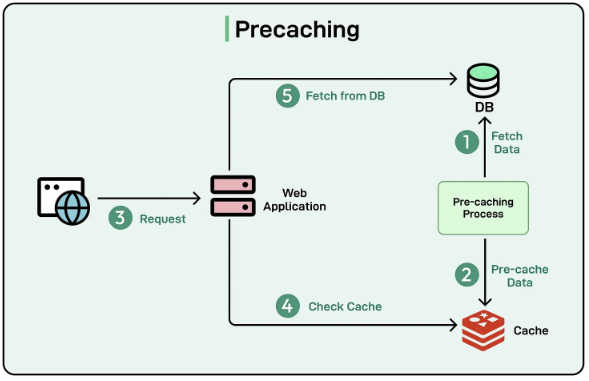 Precaching
5 Fetch from DB
DB
1 Fetch
Data
3 Request
Web
Application
Pre-caching
Process
2 Pre-cache
Data
4 Check Cache
Cache